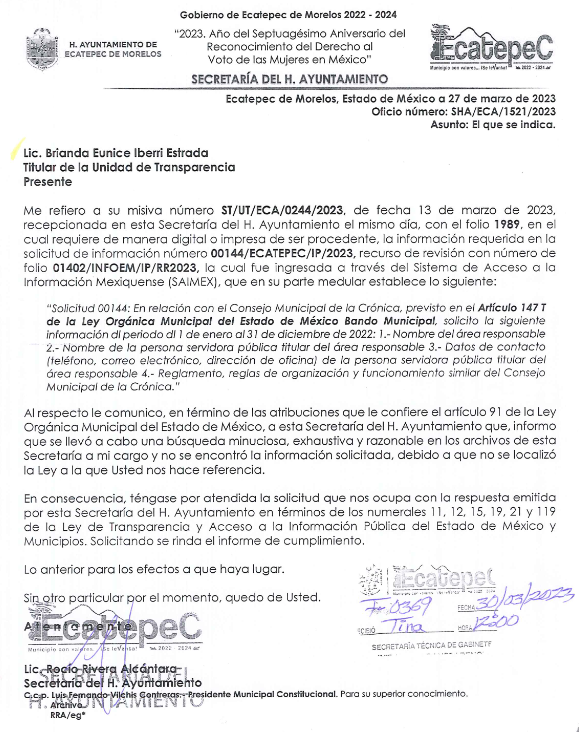 Gobierno de Ecatepec de Morelos 2022 - 2024
H. AYUNTAMIENTO DE
ECATEPEC DE MORELOS
"2023. Año del Septuagésimo Aniversario del
Reconocimiento del Derecho al
Voto de las Mujeres en México"
EcatepeC
Municipio con valores... ¡Se levanta! 2022 - 2024
SECRETARÍA DEL H. AYUNTAMIENTO
Ecatepec de Morelos, Estado de México a 27 de marzo de 2023
Oficio número: SHA/ECA/1521/2023
Asunto: El que se indica.
Lic. Brianda Eunice Iberri Estrada
Titular de la Unidad de Transparencia
Presente
Me refiero a su misiva número ST/UT/ECA/0244/2023, de fecha 13 de marzo de 2023,
recepcionada en esta Secretaría del H. Ayuntamiento el mismo día, con el folio 1989, en el
cual requiere de manera digital o impresa de ser procedente, la información requerida en la
solicitud de información número 00144/ECATEPEC/IP/2023, recurso de revisión con número de
folio 01402/INFOEM/IP/RR2023, la cual fue ingresada a través del Sistema de Acceso a la
Información Mexiquense (SAIMEX), que en su parte medular establece lo siguiente:
"Solicitud 00144: En relación con el Consejo Municipal de la Crónica, previsto en el Artículo 147 T
de la Ley Orgánica Municipal del Estado de México Bando Municipal, solicito la siguiente
información dl periodo dl 1 de enero al 31 de diciembre de 2022: 1.- Nombre del área responsable
2.- Nombre de la persona servidora pública titular del área responsable 3.- Datos de contacto
(teléfono, correo electrónico, dirección de oficina) de la persona servidora pública titular del
área responsable 4.- Reglamento, reglas de organización y funcionamiento similar del Consejo
Municipal de la Crónica."
Al respecto le comunico, en término de las atribuciones que le confiere el artículo 91 de la Ley
Orgánica Municipal del Estado de México, a esta Secretaría del H. Ayuntamiento que, informo
que se llevó a cabo una búsqueda minuciosa, exhaustiva y razonable en los archivos de esta
Secretaría a mi cargo y no se encontró la información solicitada, debido a que no se localizó
la Ley a la que Usted nos hace referencia.
En consecuencia, téngase por atendida la solicitud que nos ocupa con la respuesta emitida
por esta Secretaría del H. Ayuntamiento en términos de los numerales 11, 12, 15, 19, 21 y 119
de la Ley de Transparencia y Acceso a la Información Pública del Estado de México y
Municipios. Solicitando se rinda el informe de cumplimiento.
Lo anterior para los efectos a que haya lugar.
Sin otro particular por el momento, quedo de Usted.
Atentamente
EcatepeC
Municipio con valores... ¡Se levanta! 2022 - 2024
Lic. Rocío Rivera Alcántara
SECRETARÍA DEL
Secretaria del H. Ayuntamiento
C.c.p. Luis Fernando Vilchis Contreras.- Presidente Municipal Constitucional. Para su superior conocimiento.
H. AYUNTAMIENTO
Archivo
RRA/eg*
Ecatepec
0369
FECHA 30/03/2023
Tina
HORA 12:00
SECRETARÍA TÉCNICA DE GABINETE